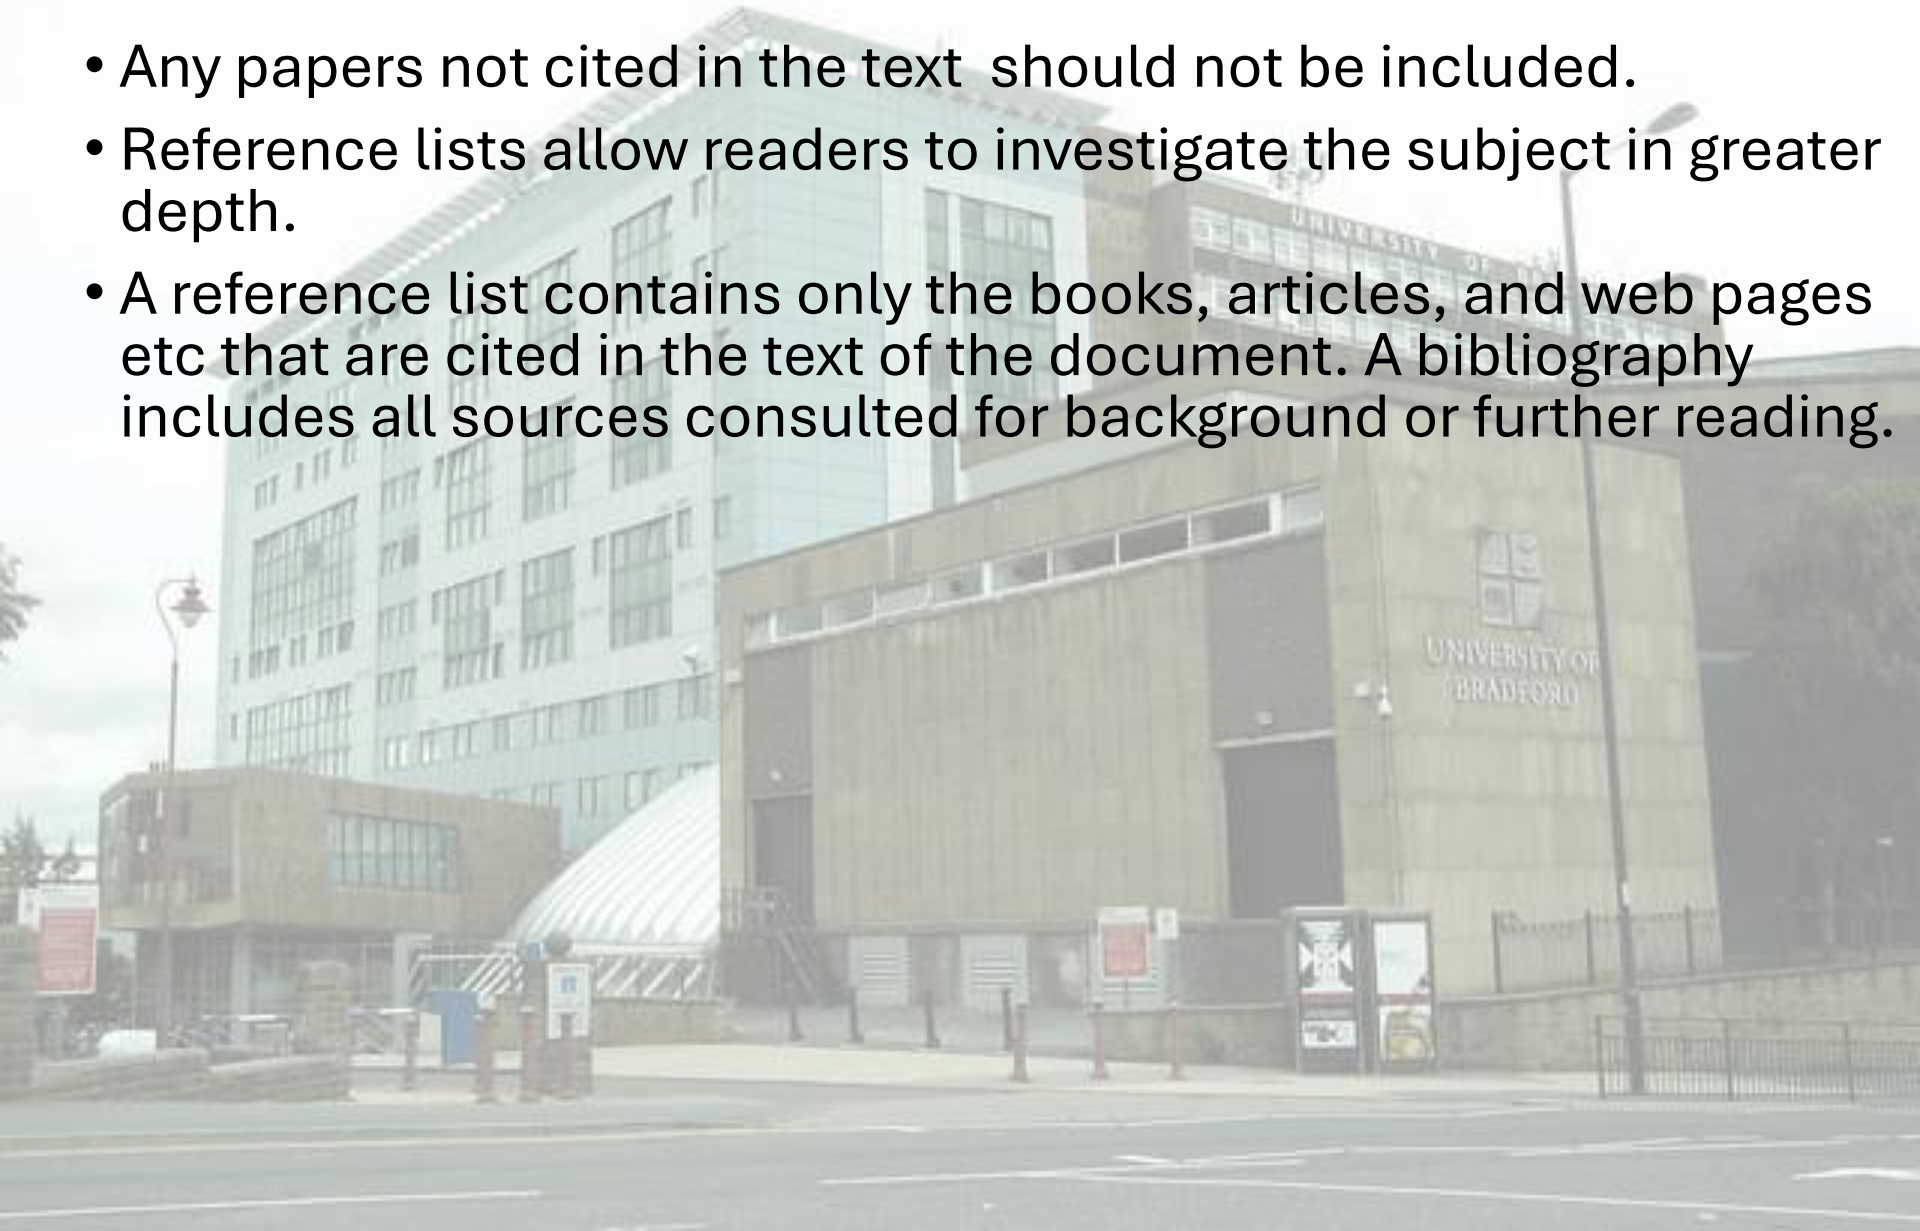 • Any papers not cited in the text  should not be included.
• Reference lists allow readers to investigate the subject in greater
depth.
• A reference list contains only the books, articles, and web pages
etc that are cited in the text of the document. A bibliography
includes all sources consulted for background or further reading.
UNIVERSITY OF
UNIVERSITY OF
BRADFORD